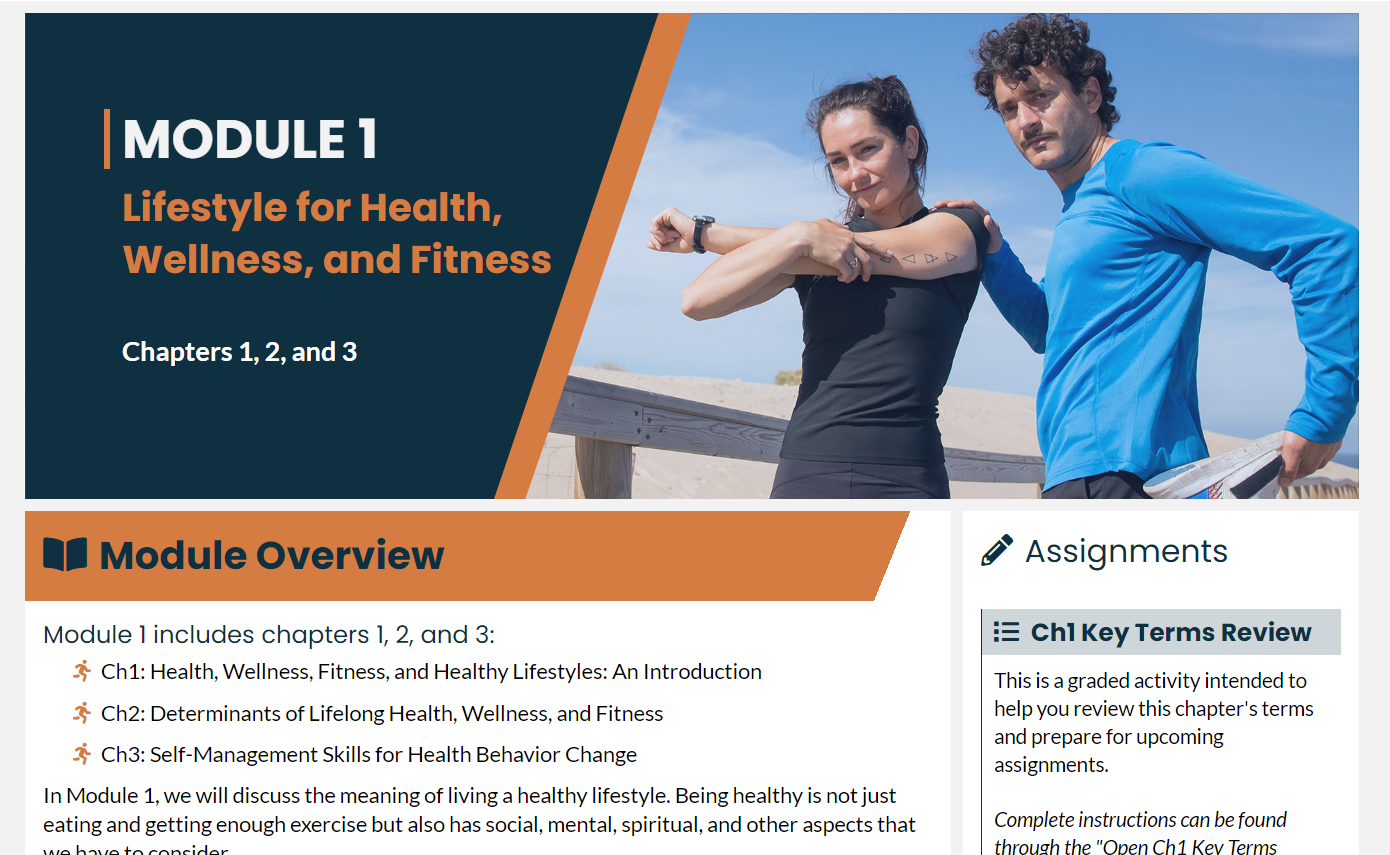 MODULE 1
Lifestyle for Health,
Wellness, and Fitness
Chapters 1, 2, and 3
Module Overview
Module 1 includes chapters 1, 2, and 3:
Ch1: Health, Wellness, Fitness, and Healthy Lifestyles: An Introduction
Ch2: Determinants of Lifelong Health, Wellness, and Fitness
Ch3: Self-Management Skills for Health Behavior Change
In Module 1, we will discuss the meaning of living a healthy lifestyle. Being healthy is not just
eating and getting enough exercise but also has social, mental, spiritual, and other aspects that
we have to consider.
Assignments
Ch1 Key Terms Review
This is a graded activity intended to
help you review this chapter's terms
and prepare for upcoming
assignments.
Complete instructions can be found
through the "Open Ch1 Key Terms